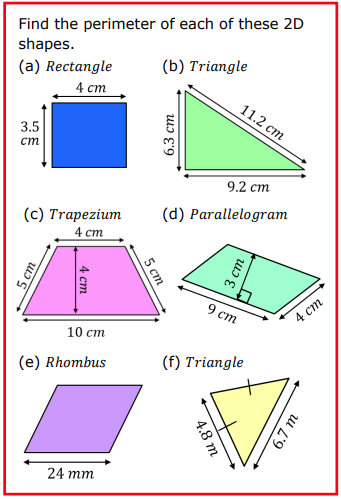 Find the perimeter of each of these 2D
shapes.
(a) Rectangle
4 cm
3.5
cm
(b) Triangle
11.2 cm
6.3 cm
9.2 cm
(c) Trapezium
4 cm
5 cm
4 cm
5 cm
10 cm
(d) Parallelogram
3 cm
9 cm
4 cm
(e) Rhombus
24 mm
(f) Triangle
4.8 m
6.7 m